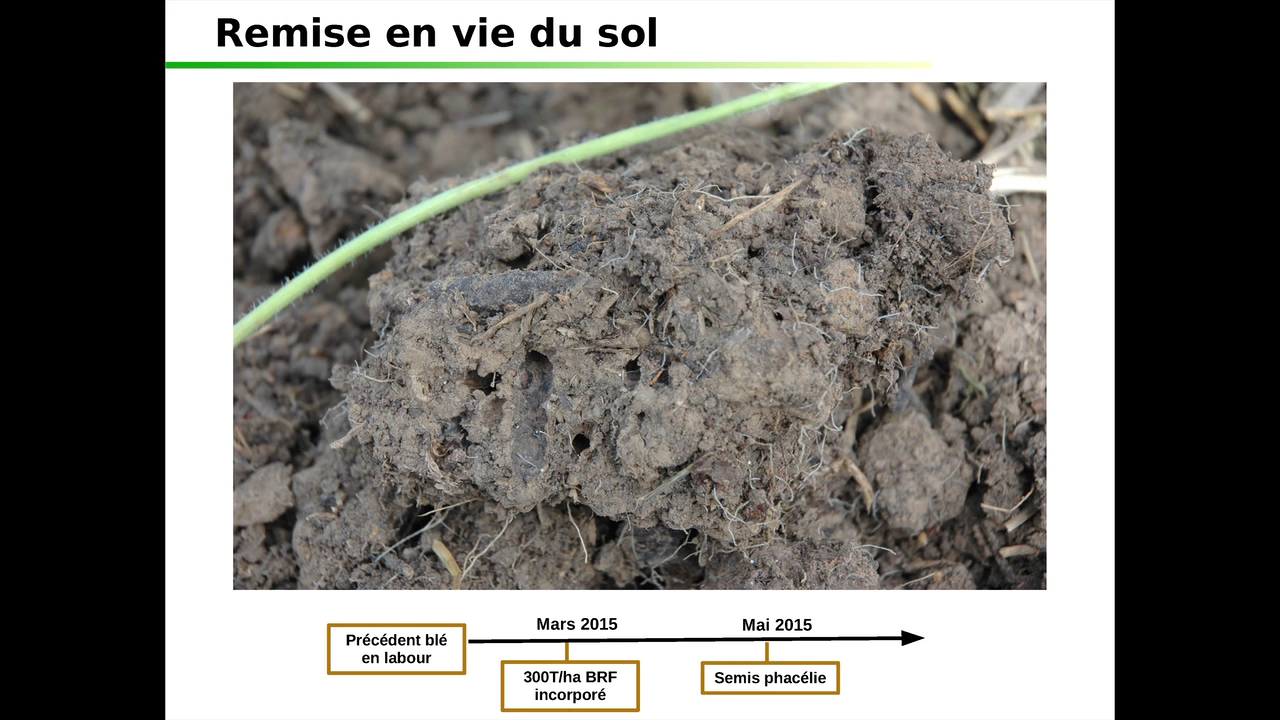 Remise en vie du sol
Mars 2015
Mai 2015
Précédent blé
en labour
300T/ha BRF
incorporé
Semis phacélie